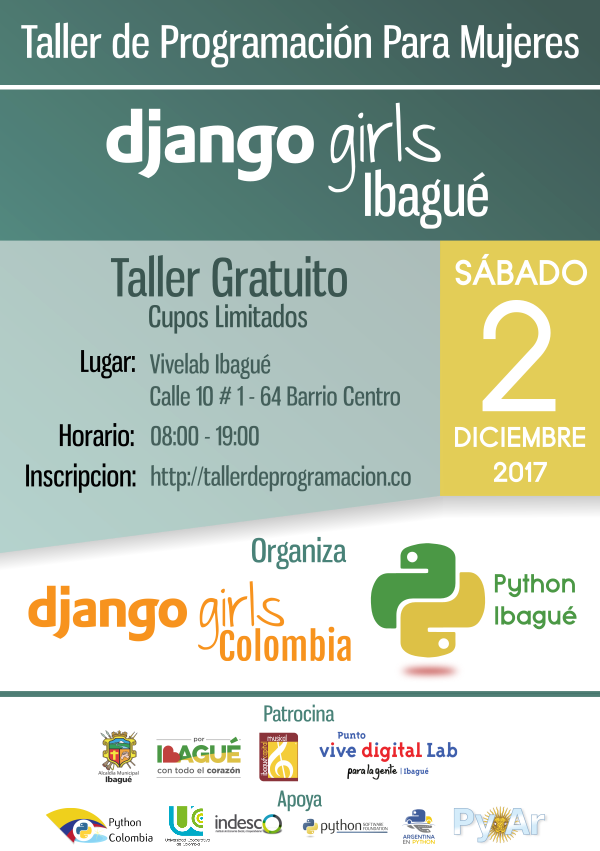 Taller de Programación Para Mujeres
django girls
Ibagué
Taller Gratuito
Cupos Limitados
Lugar: Vivelab Ibagué
Calle 10 # 1 - 64 Barrio Centro
Horario: 08:00 - 19:00
Inscripcion: http://tallerdeprogramacion.co
SÁBADO
2
DICIEMBRE
2017
Organiza
django girls
Colombia
Python
Ibagué
Patrocina
Alcaldía Municipal
Ibagué
por
IBAGUÉ
con todo el corazón
musical
Punto
vive digital Lab
para la gente | Ibagué
Apoya
Python
Colombia
indesco
python SOFTWARE
FOUNDATION
ARGENTINA
EN PYTHON
PyAr